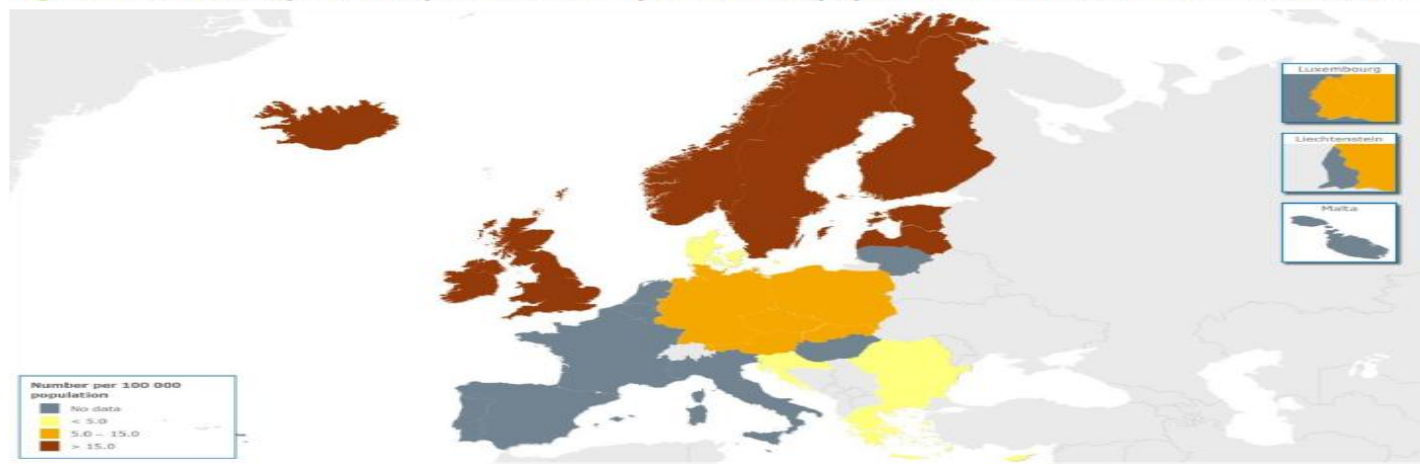 Luxembourg
Liechtenstein
Malta
Number per 100 000
population
No data
< 5.0
5.0 – 15.0
> 15.0